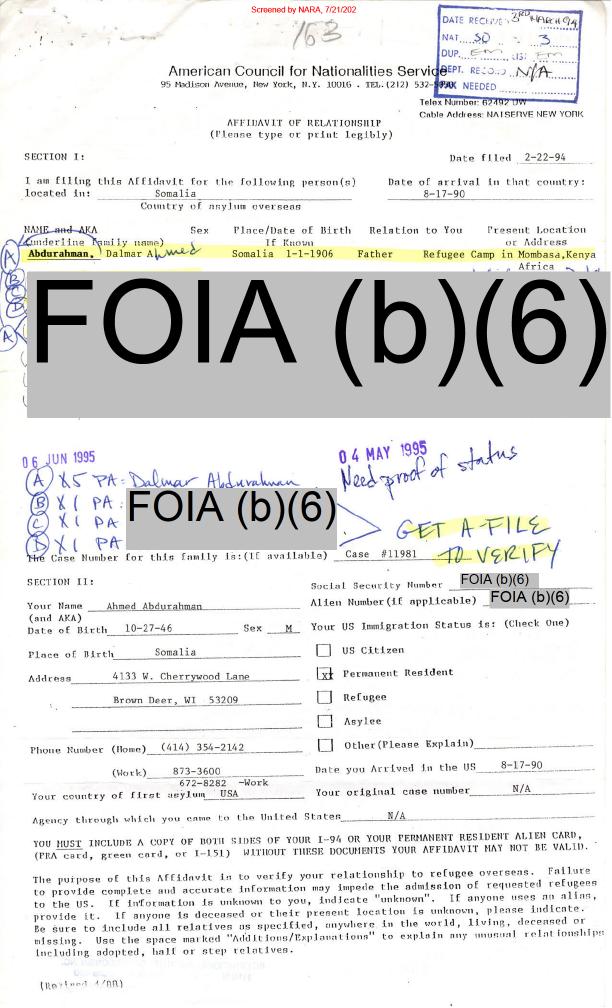 Screened by NARA, 7/21/202
163
DATE RECEIVED 3RD MARCH 94
NAT. SO 3
DUP. EM LIST EM
DEPT. RECORD N/A
FAX NEEDED
American Council for Nationalities Service
95 Madison Avenue, New York, N.Y. 10016 . TEL.(212) 532-
Telex Number: 62492 UW
Cable Address: NATSERVE NEW YORK
AFFIDAVIT OF RELATIONSHIP
(Please type or print legibly)
SECTION I: Date filed 2-22-94
I am filing this Affidavit for the following person(s) Date of arrival in that country:
located in: Somalia 8-17-90
Country of asylum overseas
NAME and AKA Sex Place/Date of Birth Relation to You Present Location
(underline family name) If Known or Address
A Abdurahman, Dalmar Ahmed Somalia 1-1-1906 Father Refugee Camp in Mombasa,Kenya
Africa
B
C
D
A
FOIA (b)(6)
06 JUN 1995 04 MAY 1995
A X5 PA: Dalmar Abdurahman Need proof of status
B X1 PA: FOIA (b)(6)
C X1 PA GET A-FILE
D X1 PA TO VERIFY
The Case Number for this family is:(If available) Case #11981
SECTION II: Social Security Number FOIA (b)(6)
Alien Number(if applicable) FOIA (b)(6)
Your Name Ahmed Abdurahman
(and AKA)
Date of Birth 10-27-46 Sex M Your US Immigration Status is: (Check One)
Place of Birth Somalia US Citizen
Address 4133 W. Cherrywood Lane x Permanent Resident
Brown Deer, WI 53209 Refugee
Asylee
Phone Number (Home) (414) 354-2142 Other(Please Explain)
(Work) 873-3600 Date you Arrived in the US 8-17-90
672-8282 -Work
Your country of first asylum USA Your original case number N/A
Agency through which you came to the United States N/A
YOU MUST INCLUDE A COPY OF BOTH SIDES OF YOUR I-94 OR YOUR PERMANENT RESIDENT ALIEN CARD,
(PRA card, green card, or I-151) WITHOUT THESE DOCUMENTS YOUR AFFIDAVIT MAY NOT BE VALID.
The purpose of this Affidavit in to verify your relationship to refugee overseas. Failure
to provide complete and accurate information may impede the admission of requested refugees
to the US. If information is unknown to you, indicate "unknown". If anyone uses an alias,
provide it. If anyone is deceased or their present location is unknown, please indicate.
Be sure to include all relatives as specified, anywhere in the world, living, deceased or
missing. Use the space marked "Additions/Explanations" to explain any unusual relationships
including adopted, half or step relatives.
(Revised 4/88)